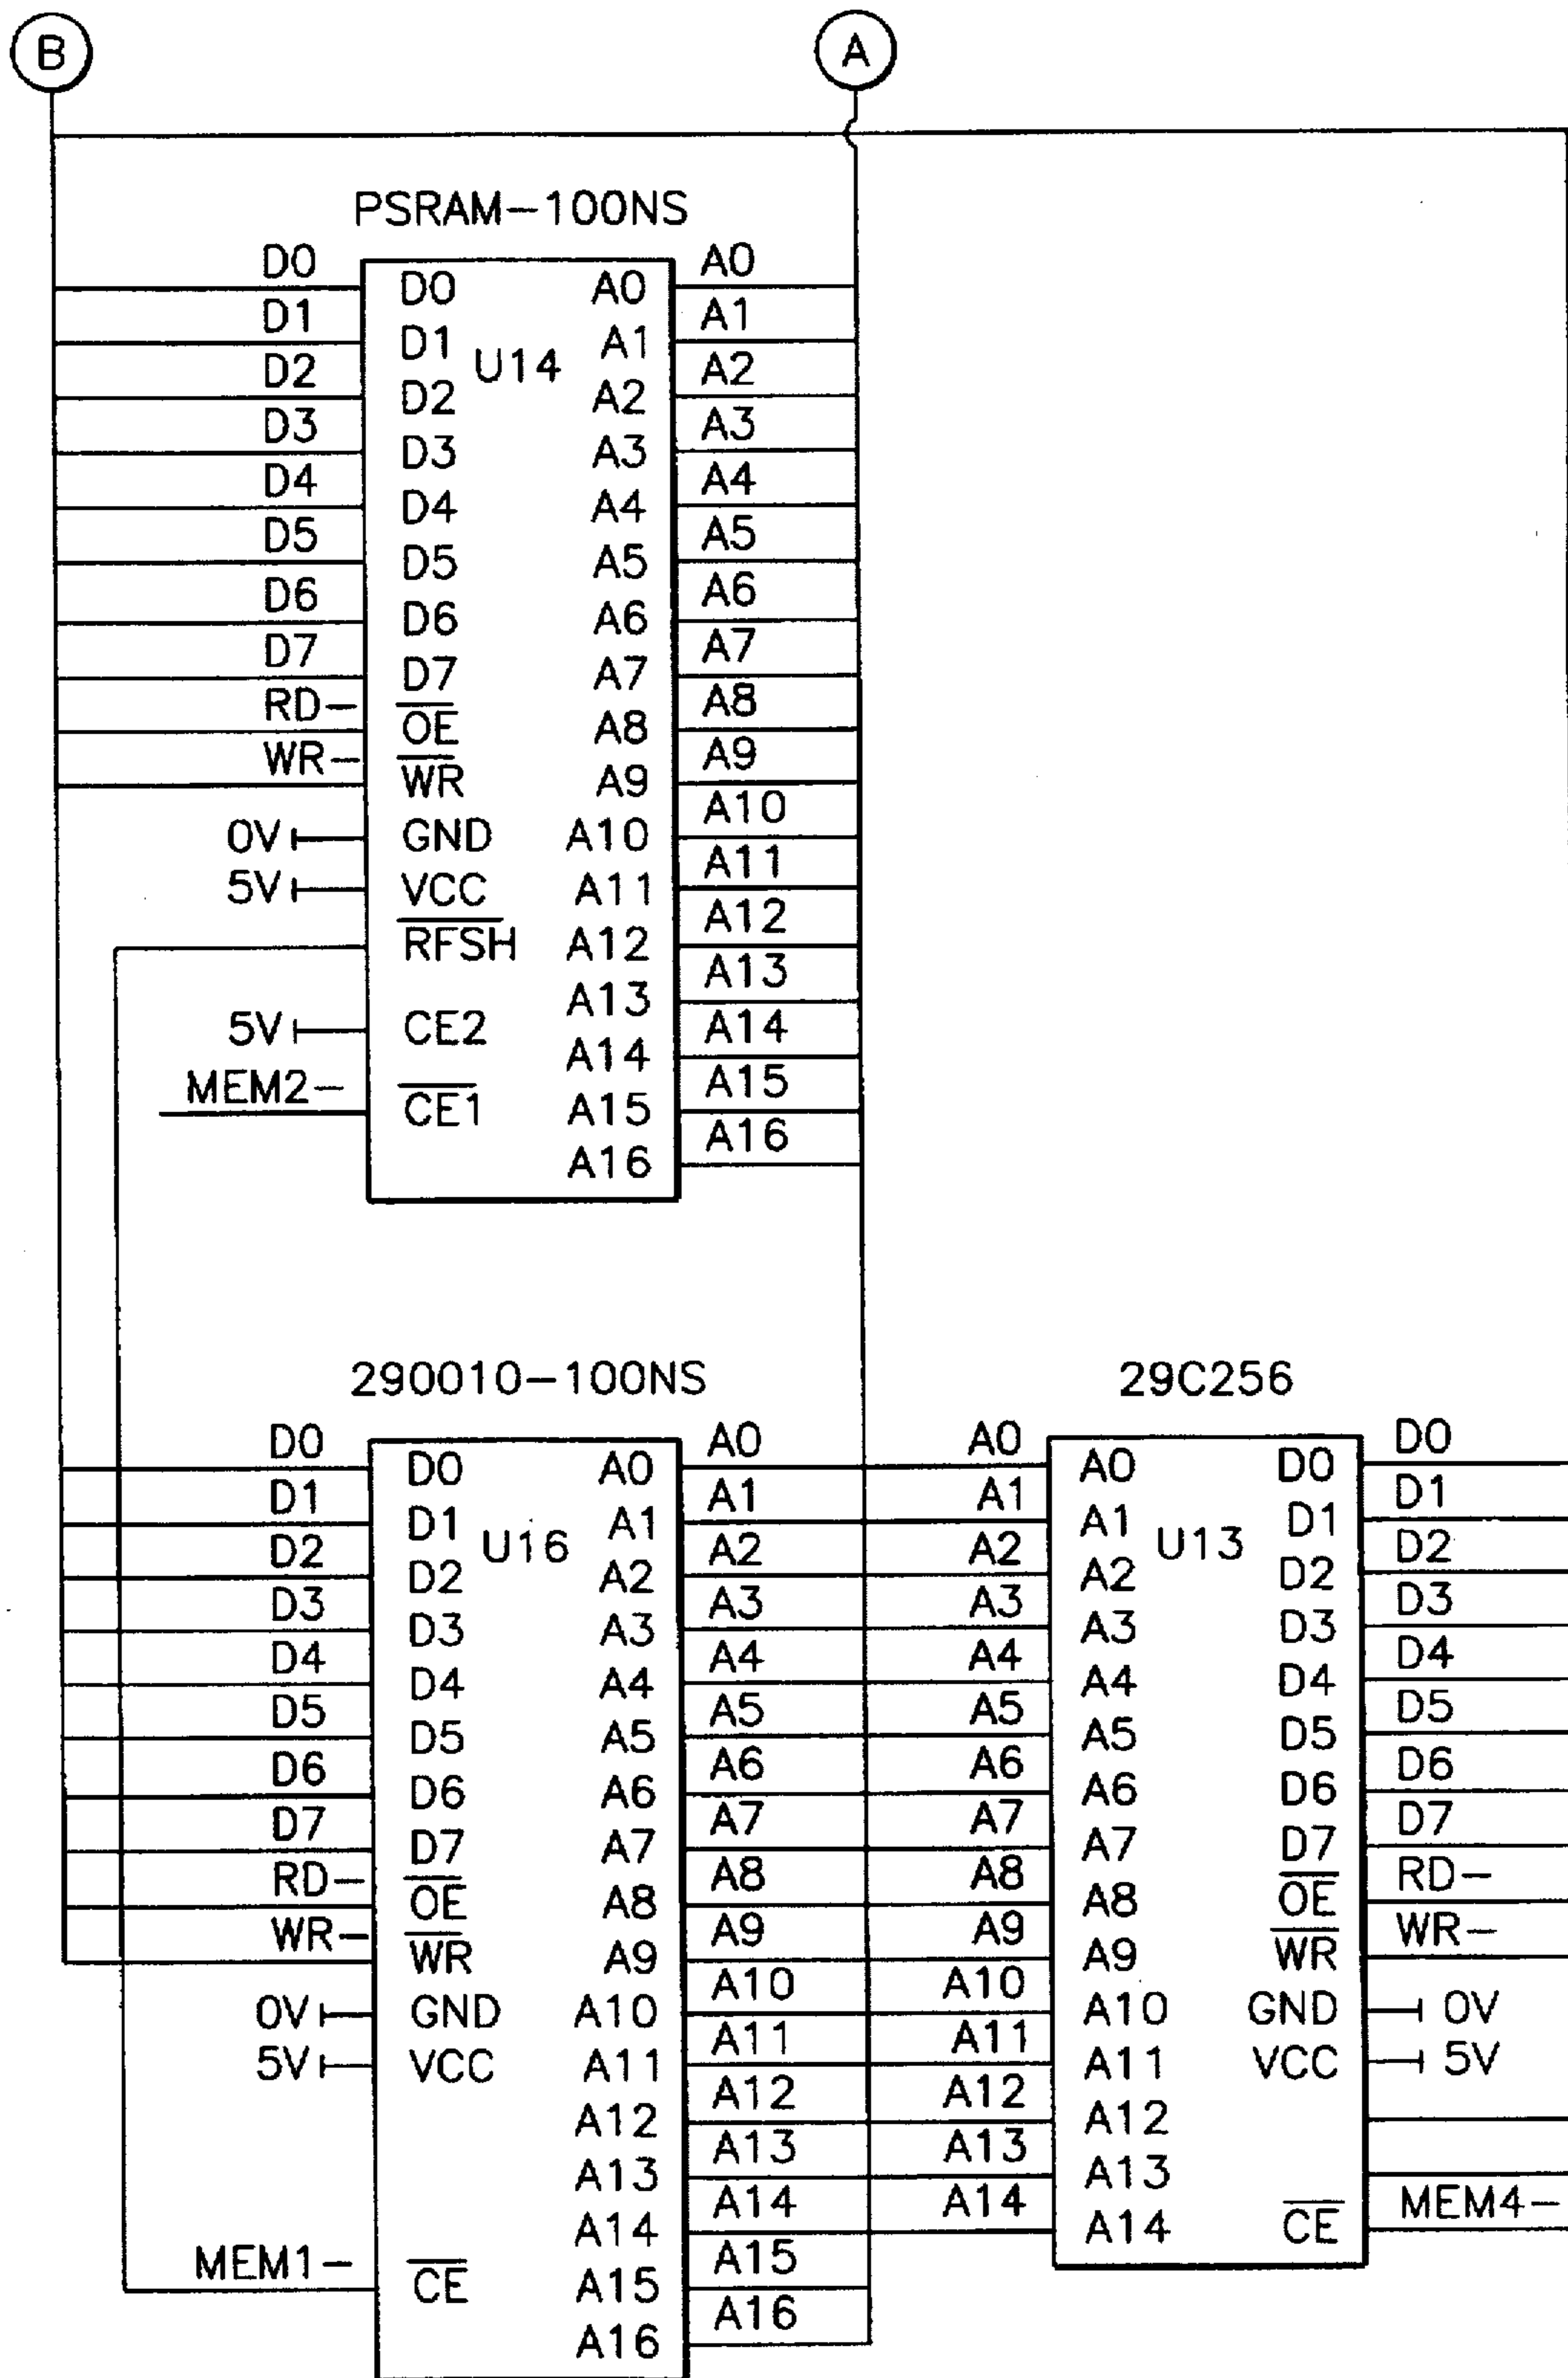 B A
PSRAM-100NS
D0 D0 A0 A0
D1 D1 U14 A1 A1
D2 D2 A2 A2
D3 D3 A3 A3
D4 D4 A4 A4
D5 D5 A5 A5
D6 D6 A6 A6
D7 D7 A7 A7
RD- OE A8 A8
WR- WR A9 A9
0V GND A10 A10
5V VCC A11 A11
RFSH A12 A12
A13 A13
5V CE2 A14 A14
MEM2- CE1 A15 A15
A16 A16
290010-100NS 29C256
D0 D0 A0 A0 A0 A0 D0 D0
D1 D1 U16 A1 A1 A1 A1 U13 D1 D1
D2 D2 A2 A2 A2 A2 D2 D2
D3 D3 A3 A3 A3 A3 D3 D3
D4 D4 A4 A4 A4 A4 D4 D4
D5 D5 A5 A5 A5 A5 D5 D5
D6 D6 A6 A6 A6 A6 D6 D6
D7 D7 A7 A7 A7 A7 D7 D7
RD- OE A8 A8 A8 A8 OE RD-
WR- WR A9 A9 A9 A9 WR WR-
0V GND A10 A10 A10 A10 GND 0V
5V VCC A11 A11 A11 A11 VCC 5V
A12 A12 A12 A12
A13 A13 A13 A13
A14 A14 A14 A14 CE MEM4-
MEM1- CE A15 A15
A16 A16